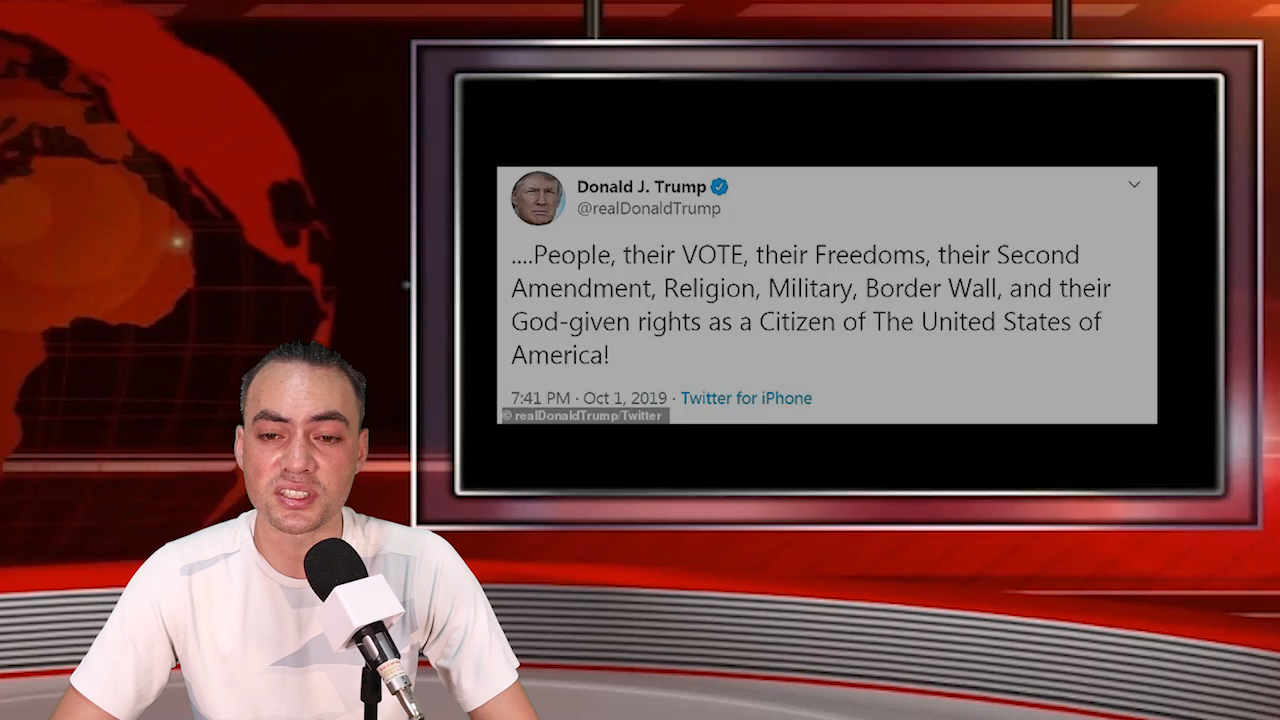 Donald J. Trump
@realDonaldTrump
....People, their VOTE, their Freedoms, their Second
Amendment, Religion, Military, Border Wall, and their
God-given rights as a Citizen of The United States of
America!
7:41 PM · Oct 1, 2019 · Twitter for iPhone
© realDonaldTrump/Twitter